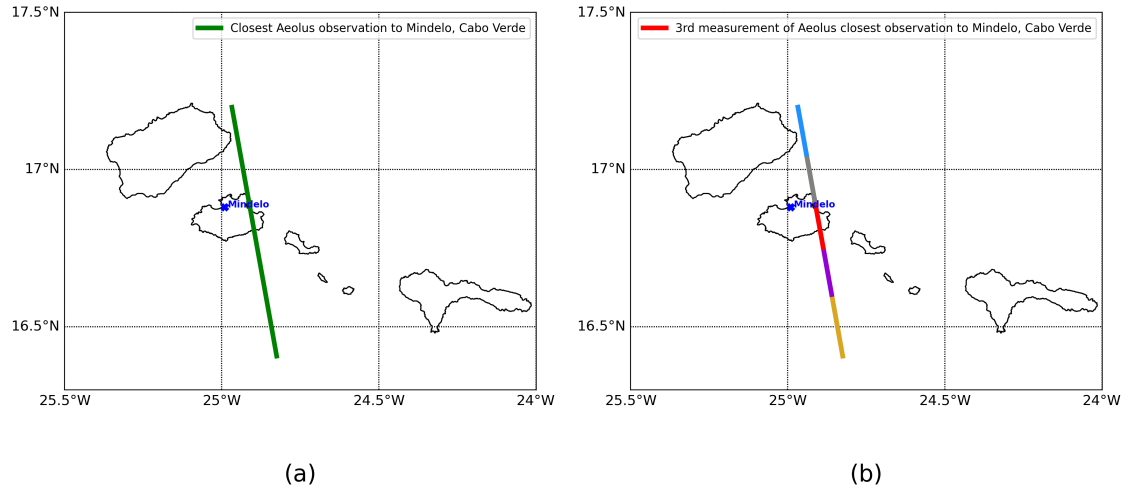 Closest Aeolus observation to Mindelo, Cabo Verde
17.5°N
17°N
16.5°N
Mindelo
25.5°W
25°W
24.5°W
24°W
(a)
3rd measurement of Aeolus closest observation to Mindelo, Cabo Verde
17.5°N
17°N
16.5°N
Mindelo
25.5°W
25°W
24.5°W
24°W
(b)